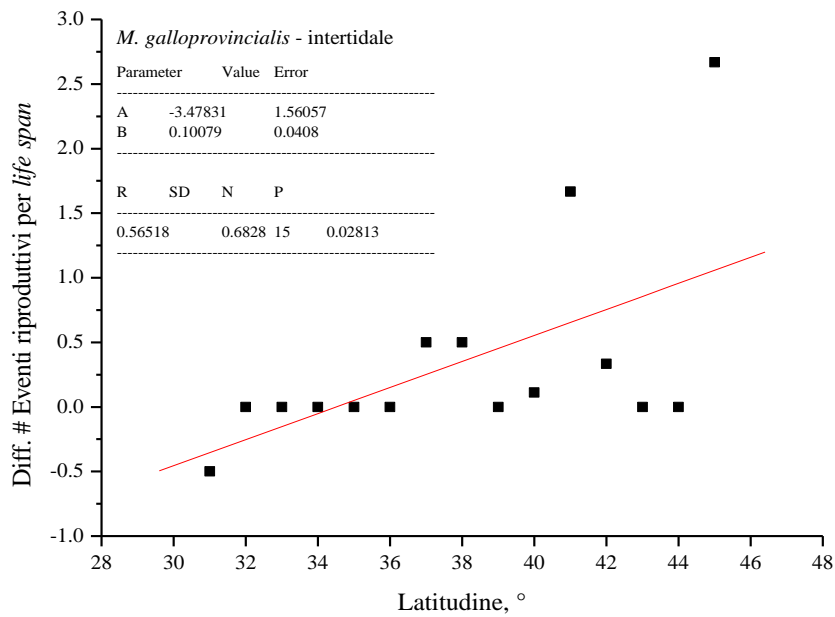 M. galloprovincialis - intertidale
Parameter Value Error
------------------------------------------------------------
A -3.47831 1.56057
B 0.10079 0.0408
------------------------------------------------------------
R SD N P
------------------------------------------------------------
0.56518 0.6828 15 0.02813
------------------------------------------------------------
3.0
2.5
2.0
1.5
1.0
0.5
0.0
-0.5
-1.0
Diff. # Eventi riproduttivi per life span
28 30 32 34 36 38 40 42 44 46 48
Latitudine, °